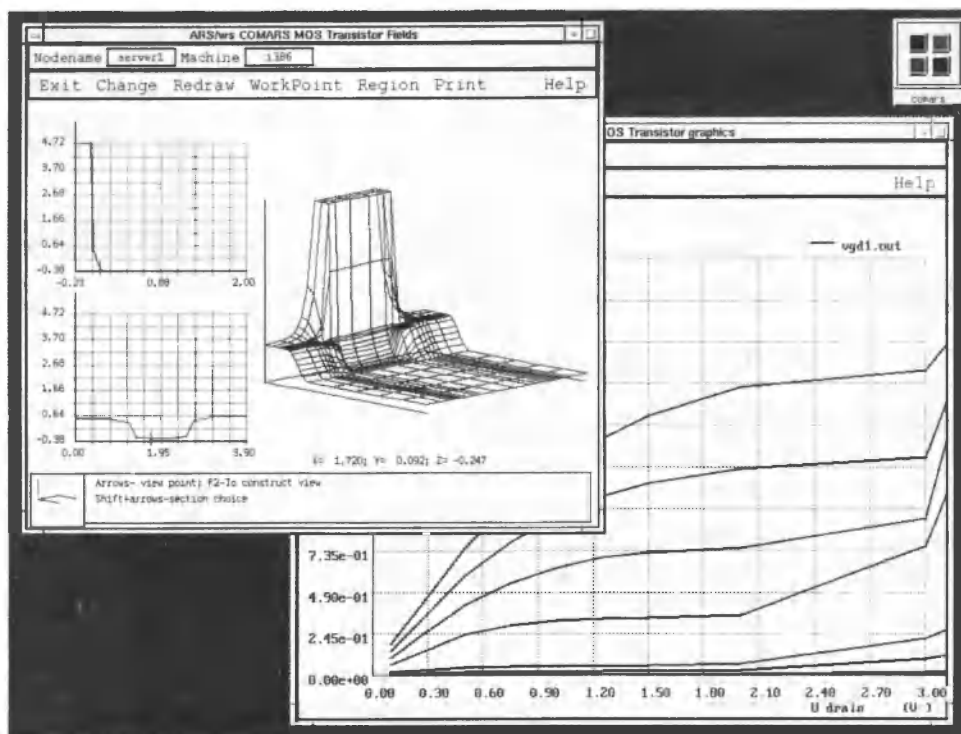 ARS/wrs COMARS MOS Transistor Fields
Nodename server1 Machine i386
Exit Change Redraw WorkPoint Region Print Help
comars
4.72
3.70
2.68
1.66
0.64
-0.38
-0.23 0.88 2.00
4.72
3.70
2.68
1.66
0.64
-0.38
0.00 1.95 3.90
X= 1.720; Y= 0.092; Z= -0.247
Arrows- view point; F2-To construct view
Shift+arrows-section choice
MOS Transistor graphics
Help
vgd1.out
7.35e-01
4.90e-01
2.45e-01
0.00e+00
0.00 0.30 0.60 0.90 1.20 1.50 1.80 2.10 2.40 2.70 3.00
U drain (V)